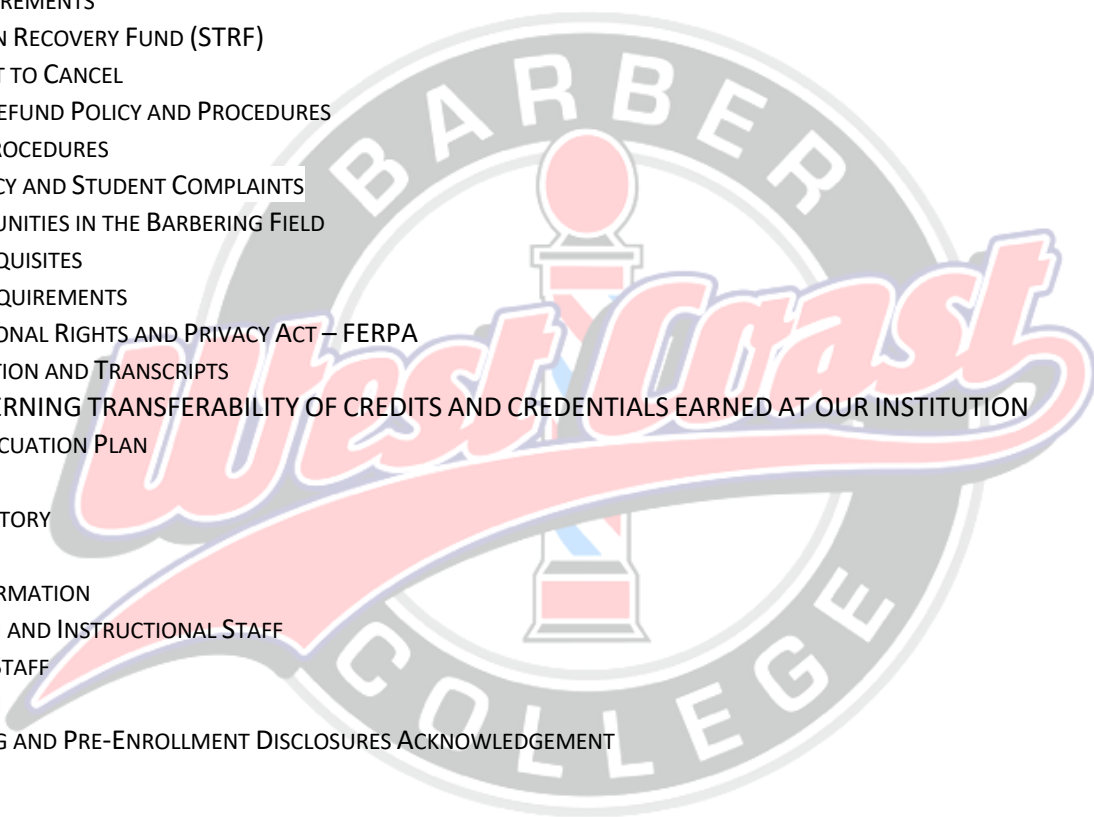 REMENTS
N RECOVERY FUND (STRF)
T TO CANCEL
EFUND POLICY AND PROCEDURES
ROCEDURES
CY AND STUDENT COMPLAINTS
UNITIES IN THE BARBERING FIELD
QUISITES
QUIREMENTS
ONAL RIGHTS AND PRIVACY ACT – FERPA
TION AND TRANSCRIPTS
ERNING TRANSFERABILITY OF CREDITS AND CREDENTIALS EARNED AT OUR INSTITUTION
CUATION PLAN
TORY
RMATION
AND INSTRUCTIONAL STAFF
STAFF
G AND PRE-ENROLLMENT DISCLOSURES ACKNOWLEDGEMENT
BARBER
West Coast
COLLEGE